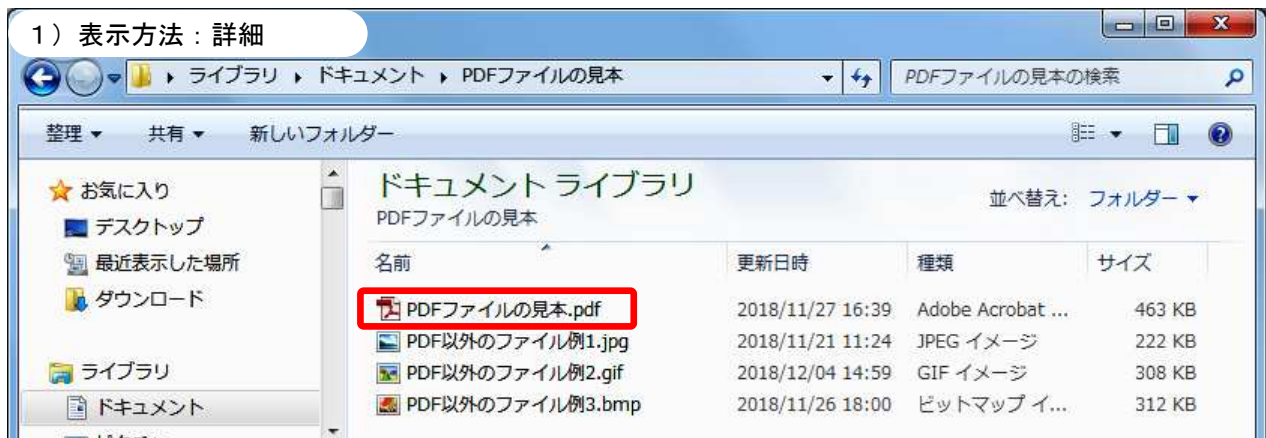 1）表示方法：詳細
ライブラリ ▸ ドキュメント ▸ PDFファイルの見本
PDFファイルの見本の検索
整理 ▼ 共有 ▼ 新しいフォルダー
お気に入り
デスクトップ
最近表示した場所
ダウンロード
ライブラリ
ドキュメント
ドキュメント ライブラリ
PDFファイルの見本
並べ替え: フォルダー ▼
名前 更新日時 種類 サイズ
PDFファイルの見本.pdf 2018/11/27 16:39 Adobe Acrobat ... 463 KB
PDF以外のファイル例1.jpg 2018/11/21 11:24 JPEG イメージ 222 KB
PDF以外のファイル例2.gif 2018/12/04 14:59 GIF イメージ 308 KB
PDF以外のファイル例3.bmp 2018/11/26 18:00 ビットマップ イ... 312 KB